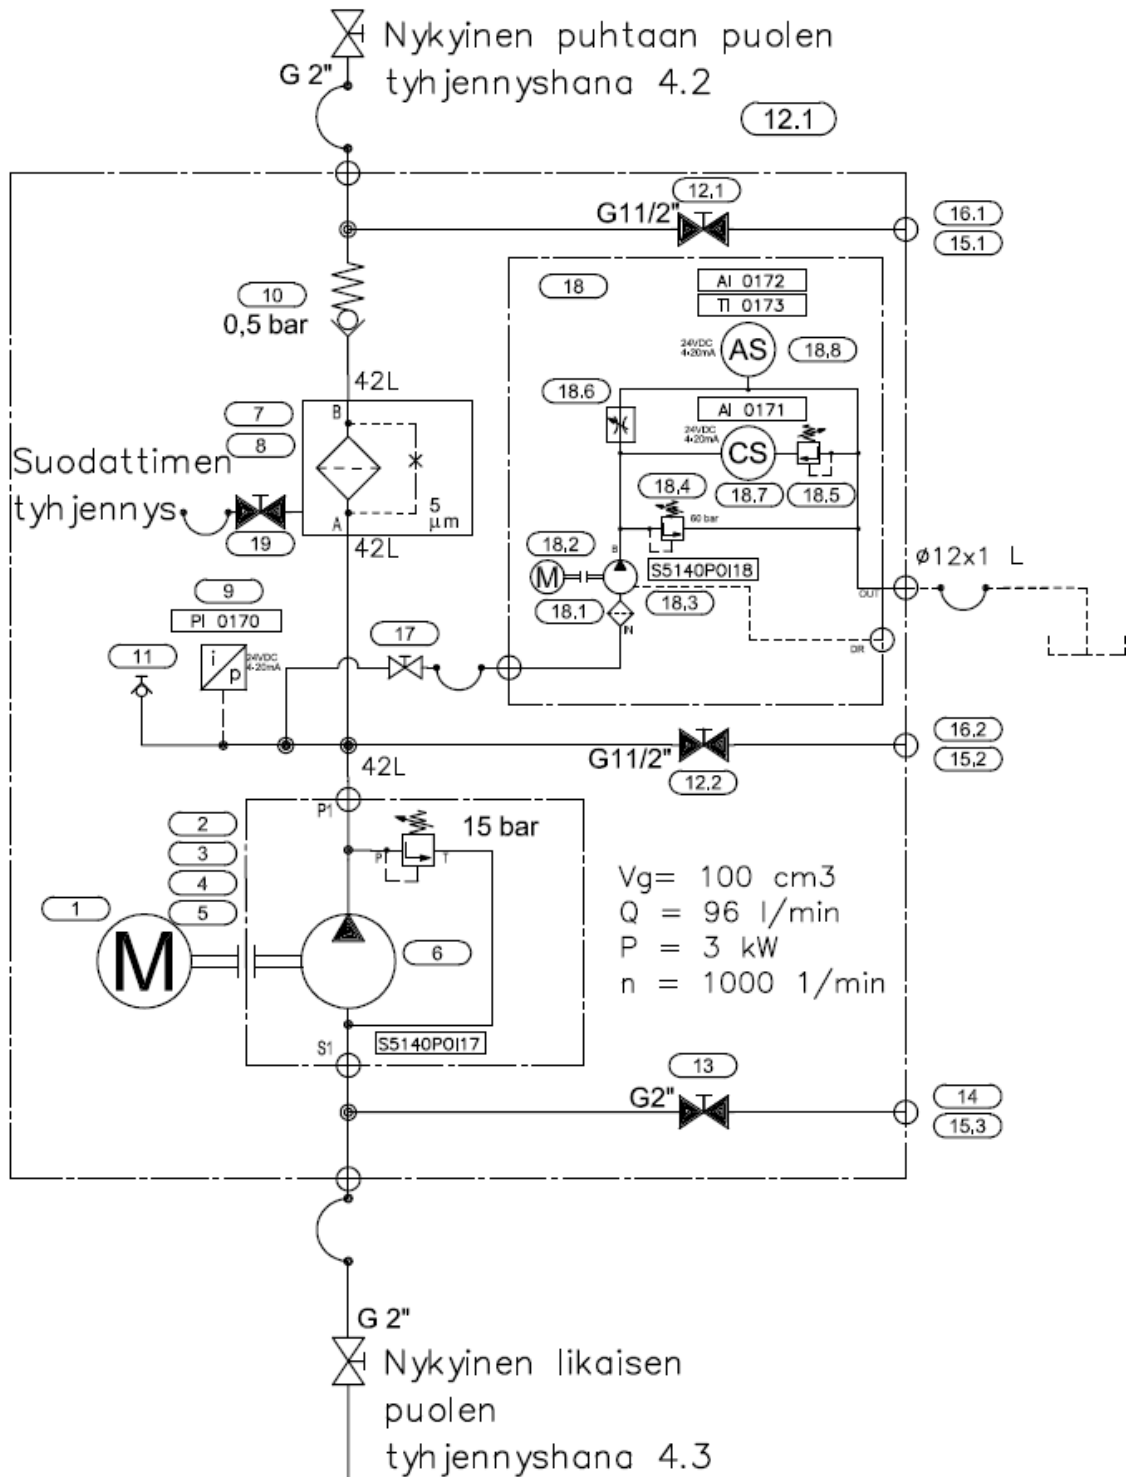 Nykyinen puhtaan puolen
G 2"
tyhjennyshana 4.2
12.1
12,1
G11/2"
16.1
15.1
18
AI 0172
TI 0173
10
0,5 bar
24VDC
4-20mA
AS
18,8
42L
18.6
7
B
AI 0171
8
24VDC
4-20mA
CS
Suodattimen
18,4
18.7
18,5
tyhjennys
5
µm
A
60 bar
19
42L
18,2
B
S5140POI18
Ø12x1 L
9
M
18,1
18,3
OUT
PI 0170
IN
17
DR
11
i
p
24VDC
4-20mA
16.2
G11/2"
15,2
42L
12,2
P1
2
15 bar
3
P
T
4
Vg= 100 cm3
1
5
Q = 96 l/min
M
6
P = 3 kW
n = 1000 1/min
S1
S5140POI17
13
G2"
14
15,3
G 2"
Nykyinen likaisen
puolen
tyhjennyshana 4.3